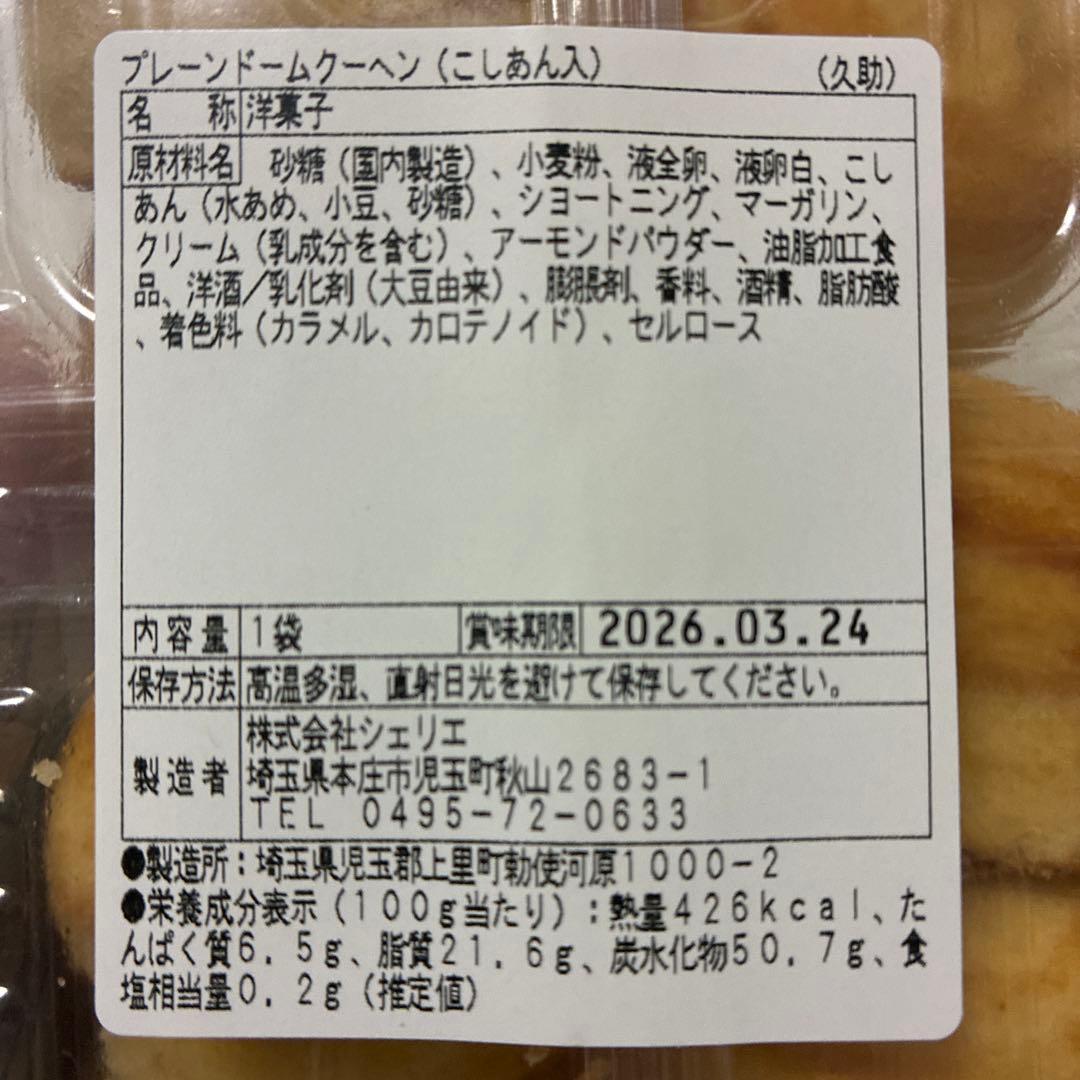 プレーンドームクーヘン（こしあん入）　（久助）
名　称 洋菓子
原材料名　砂糖（国内製造）、小麦粉、液全卵、液卵白、こし
あん（水あめ、小豆、砂糖）、ショートニング、マーガリン、
クリーム（乳成分を含む）、アーモンドパウダー、油脂加工食
品、洋酒／乳化剤（大豆由来）、膨脹剤、香料、酒精、脂肪酸
、着色料（カラメル、カロテノイド）、セルロース
内容量 1袋 賞味期限 2026.03.24
保存方法 高温多湿、直射日光を避けて保存してください。
製造者 株式会社シェリエ
埼玉県本庄市児玉町秋山2683-1
TEL 0495-72-0633
●製造所：埼玉県児玉郡上里町勅使河原1000-2
●栄養成分表示（100g当たり）：熱量426kcal、た
んぱく質6.5g、脂質21.6g、炭水化物50.7g、食
塩相当量0.2g（推定値）